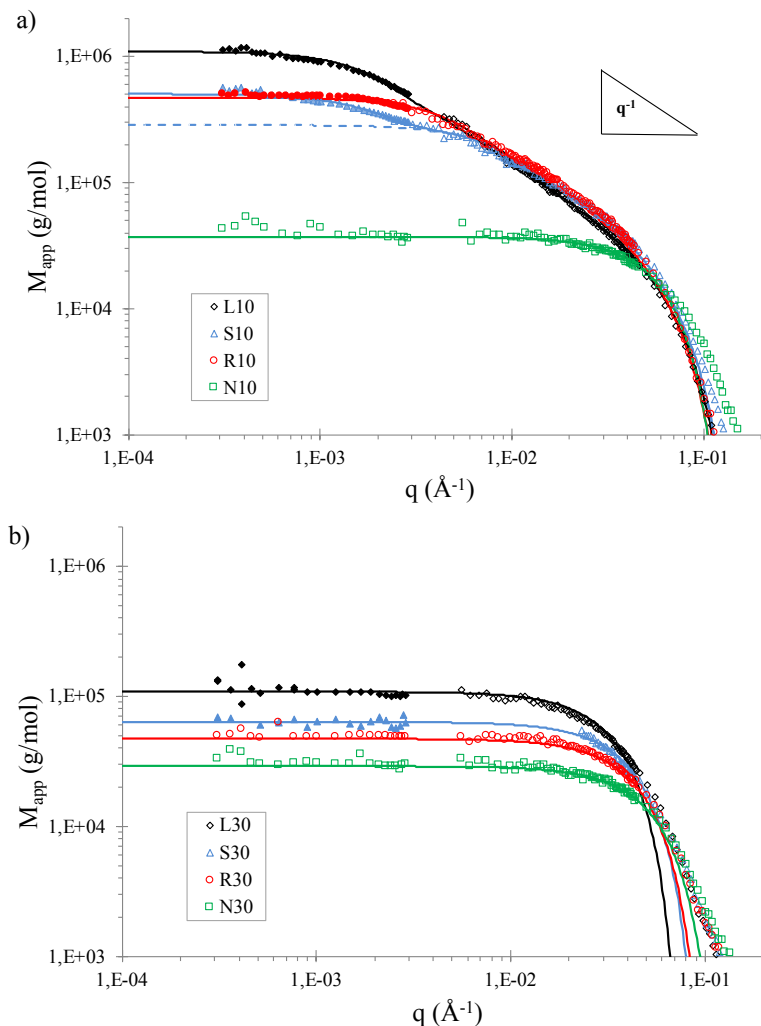 a)
1,E+06
1,E+05
1,E+04
1,E+03
M_app (g/mol)
q⁻¹
L10
S10
R10
N10
1,E-04
1,E-03
1,E-02
1,E-01
q (Å⁻¹)
b)
1,E+06
1,E+05
1,E+04
1,E+03
M_app (g/mol)
L30
S30
R30
N30
1,E-04
1,E-03
1,E-02
1,E-01
q (Å⁻¹)